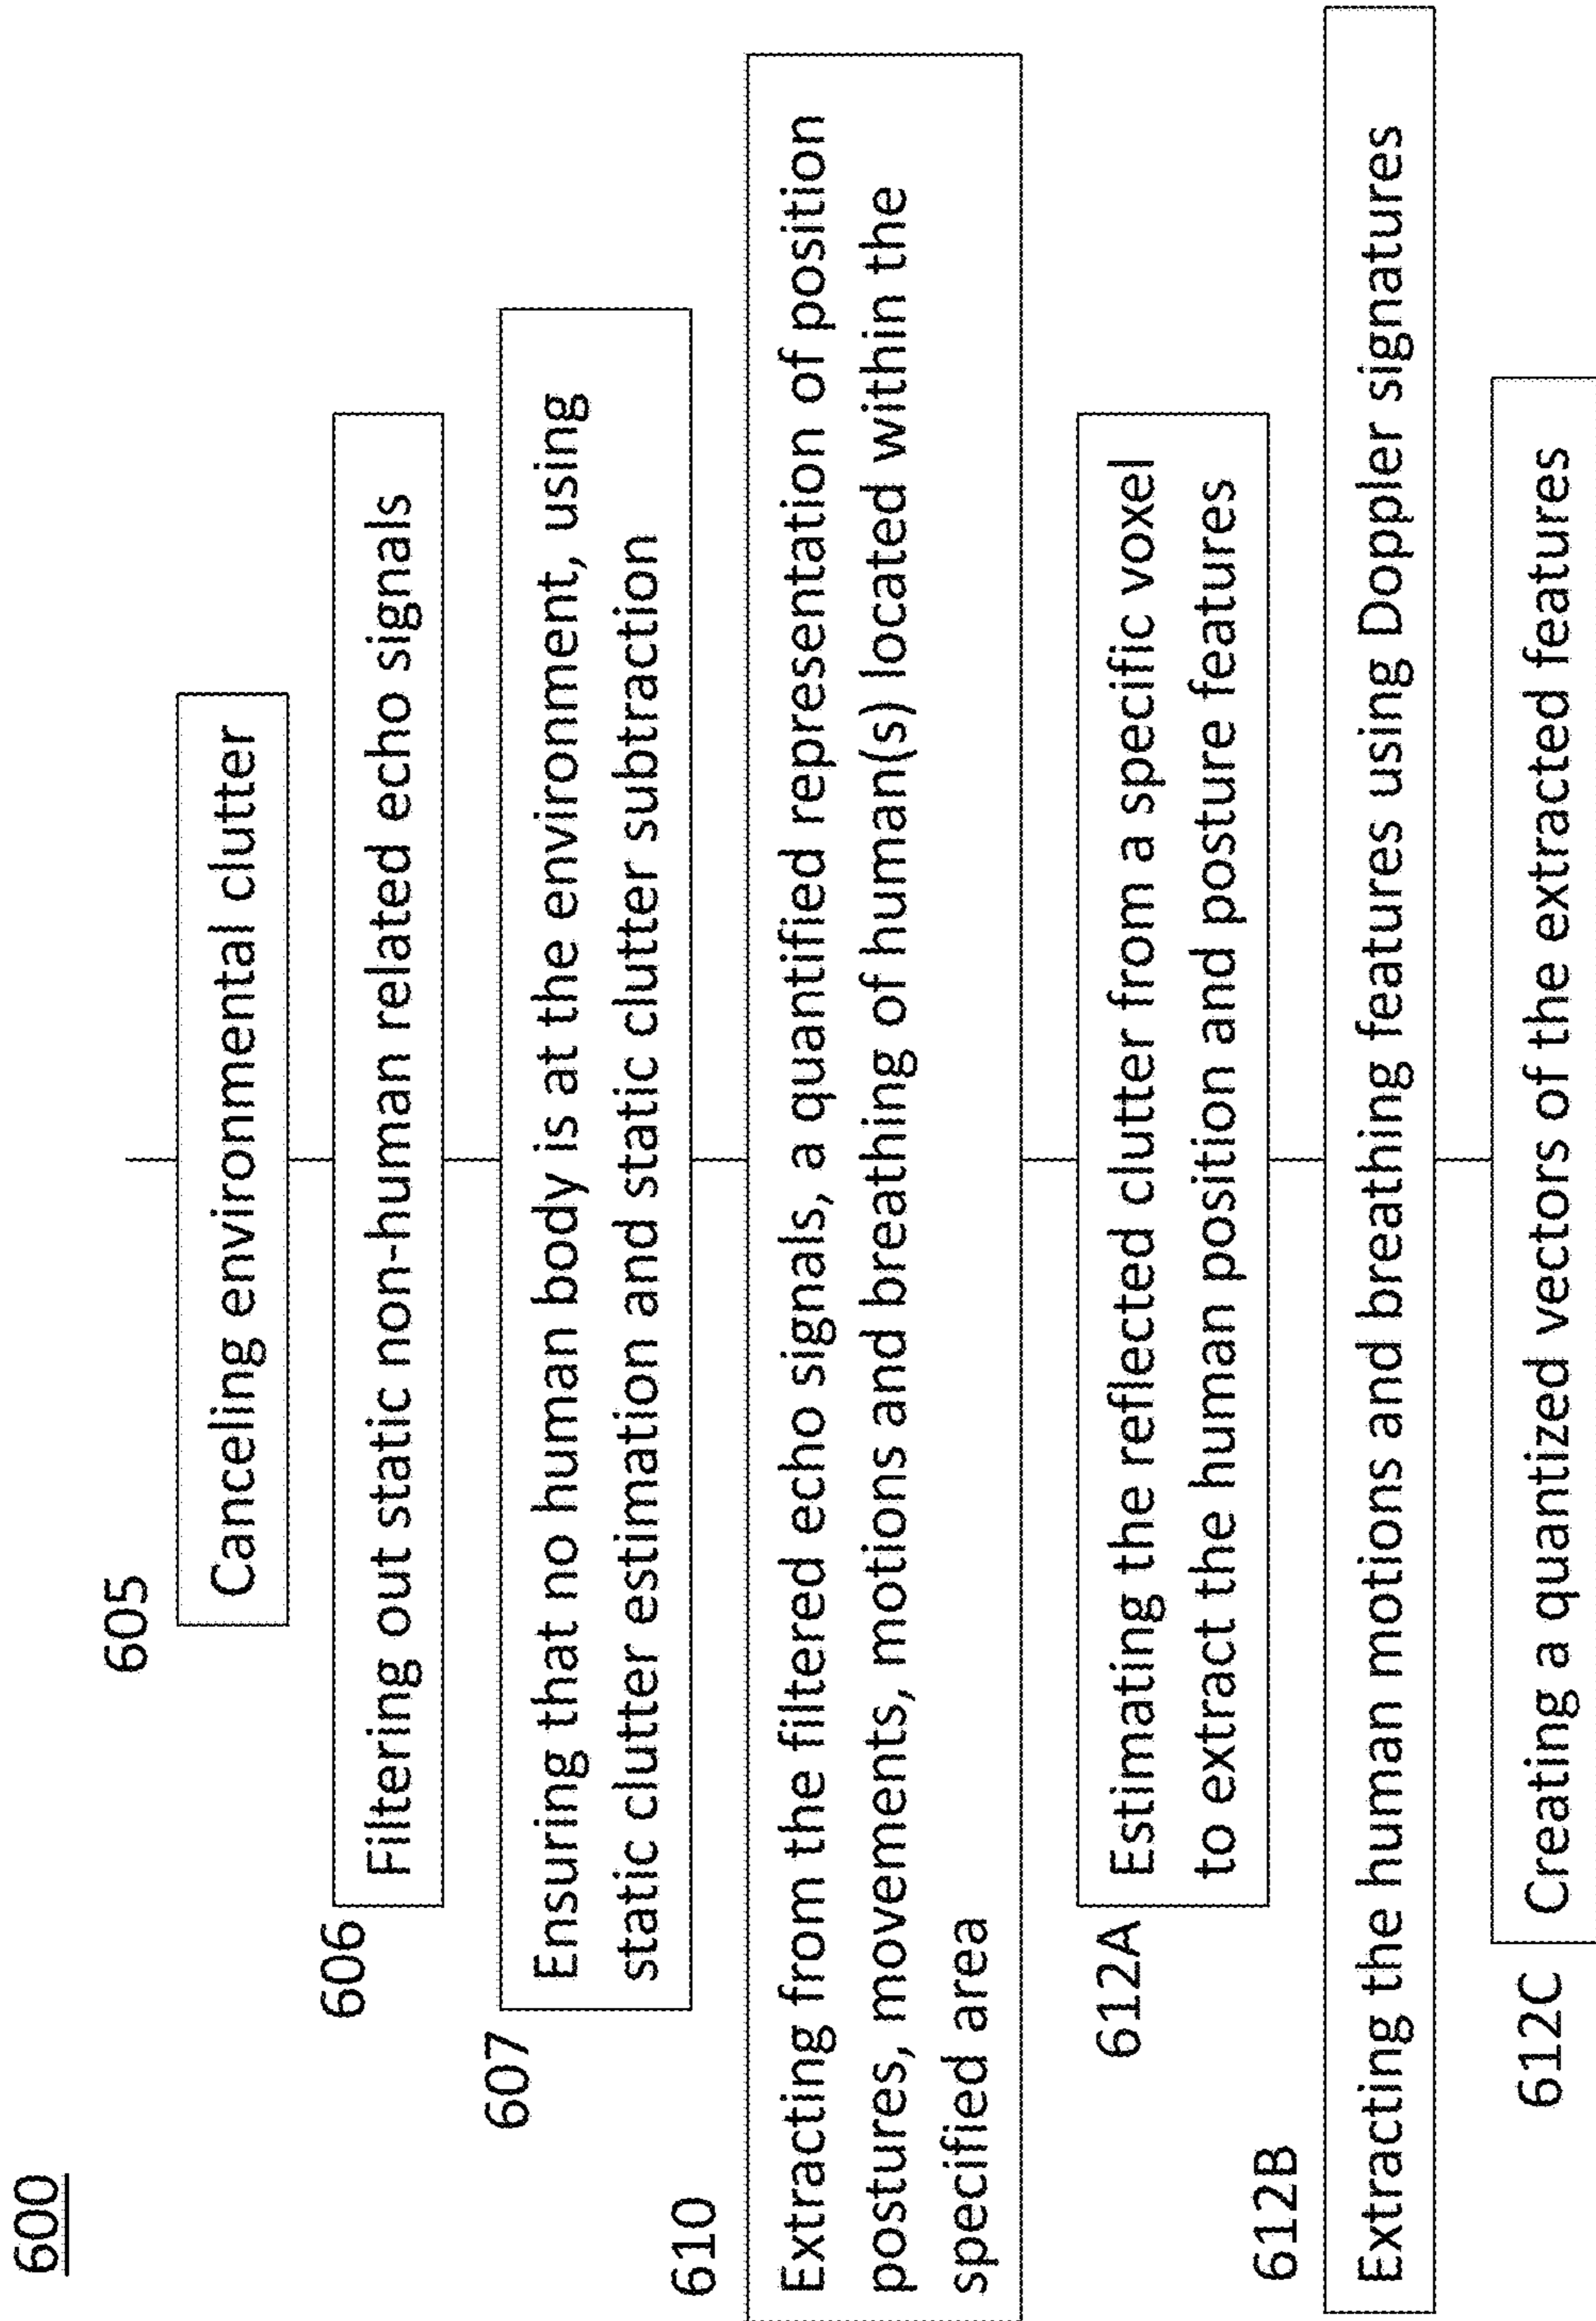 600
605
Canceling environmental clutter
606
Filtering out static non-human related echo signals
607
Ensuring that no human body is at the environment, using
static clutter estimation and static clutter subtraction
610
Extracting from the filtered echo signals, a quantified representation of position
postures, movements, motions and breathing of human(s) located within the
specified area
612A
Estimating the reflected clutter from a specific voxel
to extract the human position and posture features
612B
Extracting the human motions and breathing features using Doppler signatures
612C
Creating a quantized vectors of the extracted features